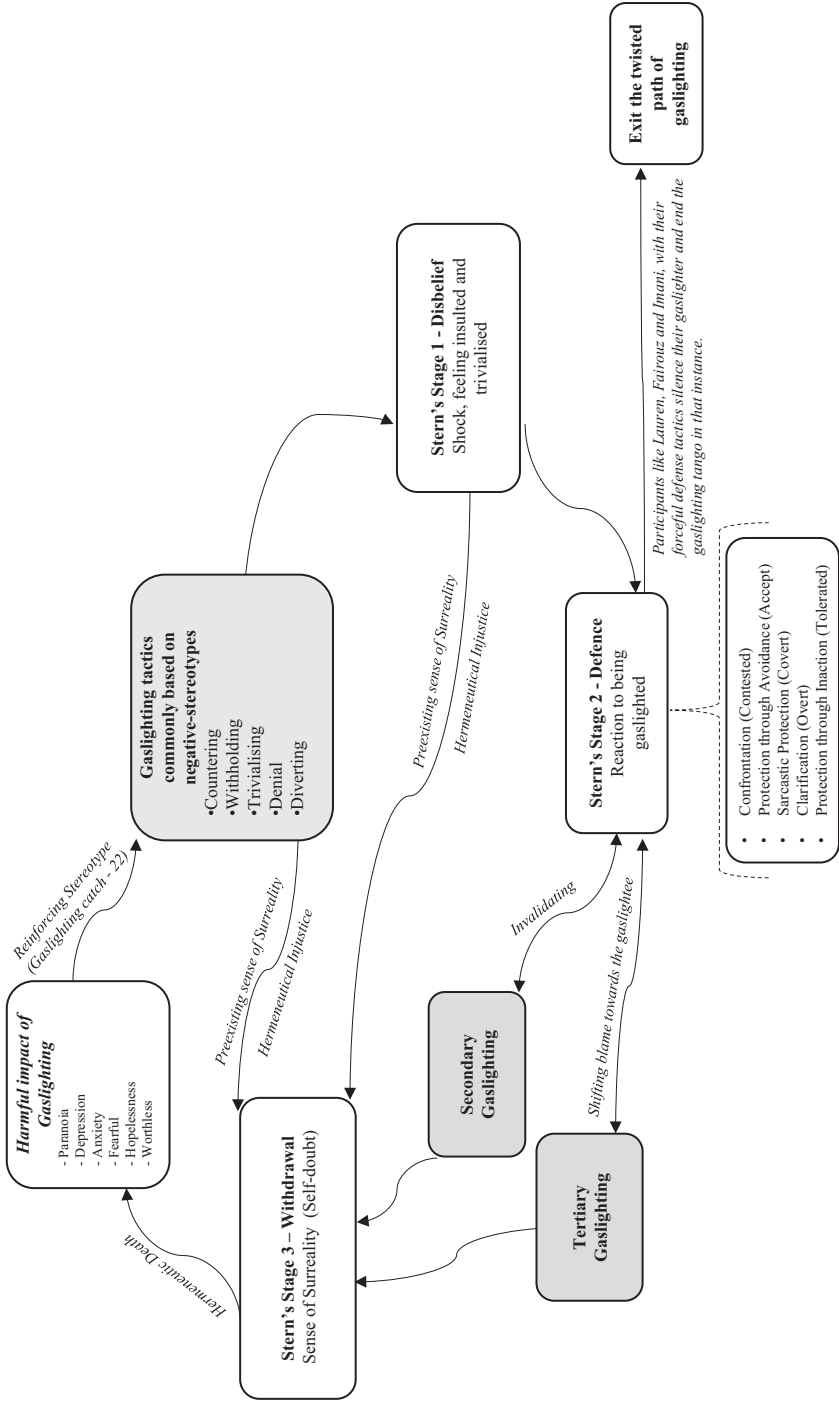 Harmful impact of
Gaslighting
- Paranoia
- Depression
- Anxiety
- Fearful
- Hopelessness
- Worthless
Reinforcing Stereotype
(Gaslighting catch - 22)
Gaslighting tactics
commonly based on
negative-stereotypes
•Countering
•Withholding
•Trivialising
•Denial
•Diverting
Hermeneutic Death
Preexisting sense of Surreality
Hermeneutical Injustice
Stern's Stage 3 – Withdrawal
Sense of Surreality (Self-doubt)
Preexisting sense of Surreality
Hermeneutical Injustice
Stern's Stage 1 - Disbelief
Shock, feeling insulted and
trivialised
Secondary
Gaslighting
Invalidating
Tertiary
Gaslighting
Shifting blame towards the gaslightee
Stern's Stage 2 - Defence
Reaction to being
gaslighted
Participants like Lauren, Fairouz and Imani, with their
forceful defense tactics silence their gaslighter and end the
gaslighting tango in that instance.
Exit the twisted
path of
gaslighting
• Confrontation (Contested)
• Protection through Avoidance (Accept)
• Sarcastic Protection (Covert)
• Clarification (Overt)
• Protection through Inaction (Tolerated)